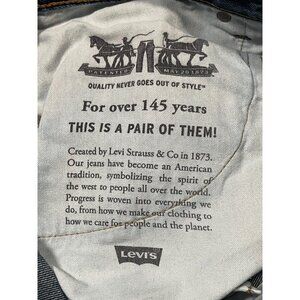 PATENTED MAY 20 1873
QUALITY NEVER GOES OUT OF STYLE™
For over 145 years
THIS IS A PAIR OF THEM!
Created by Levi Strauss & Co in 1873.
Our jeans have become an American
tradition, symbolizing the spirit of
the west to people all over the world.
Progress is woven into everything we
do, from how we make our clothing to
how we care for people and the planet.
LEVI'S